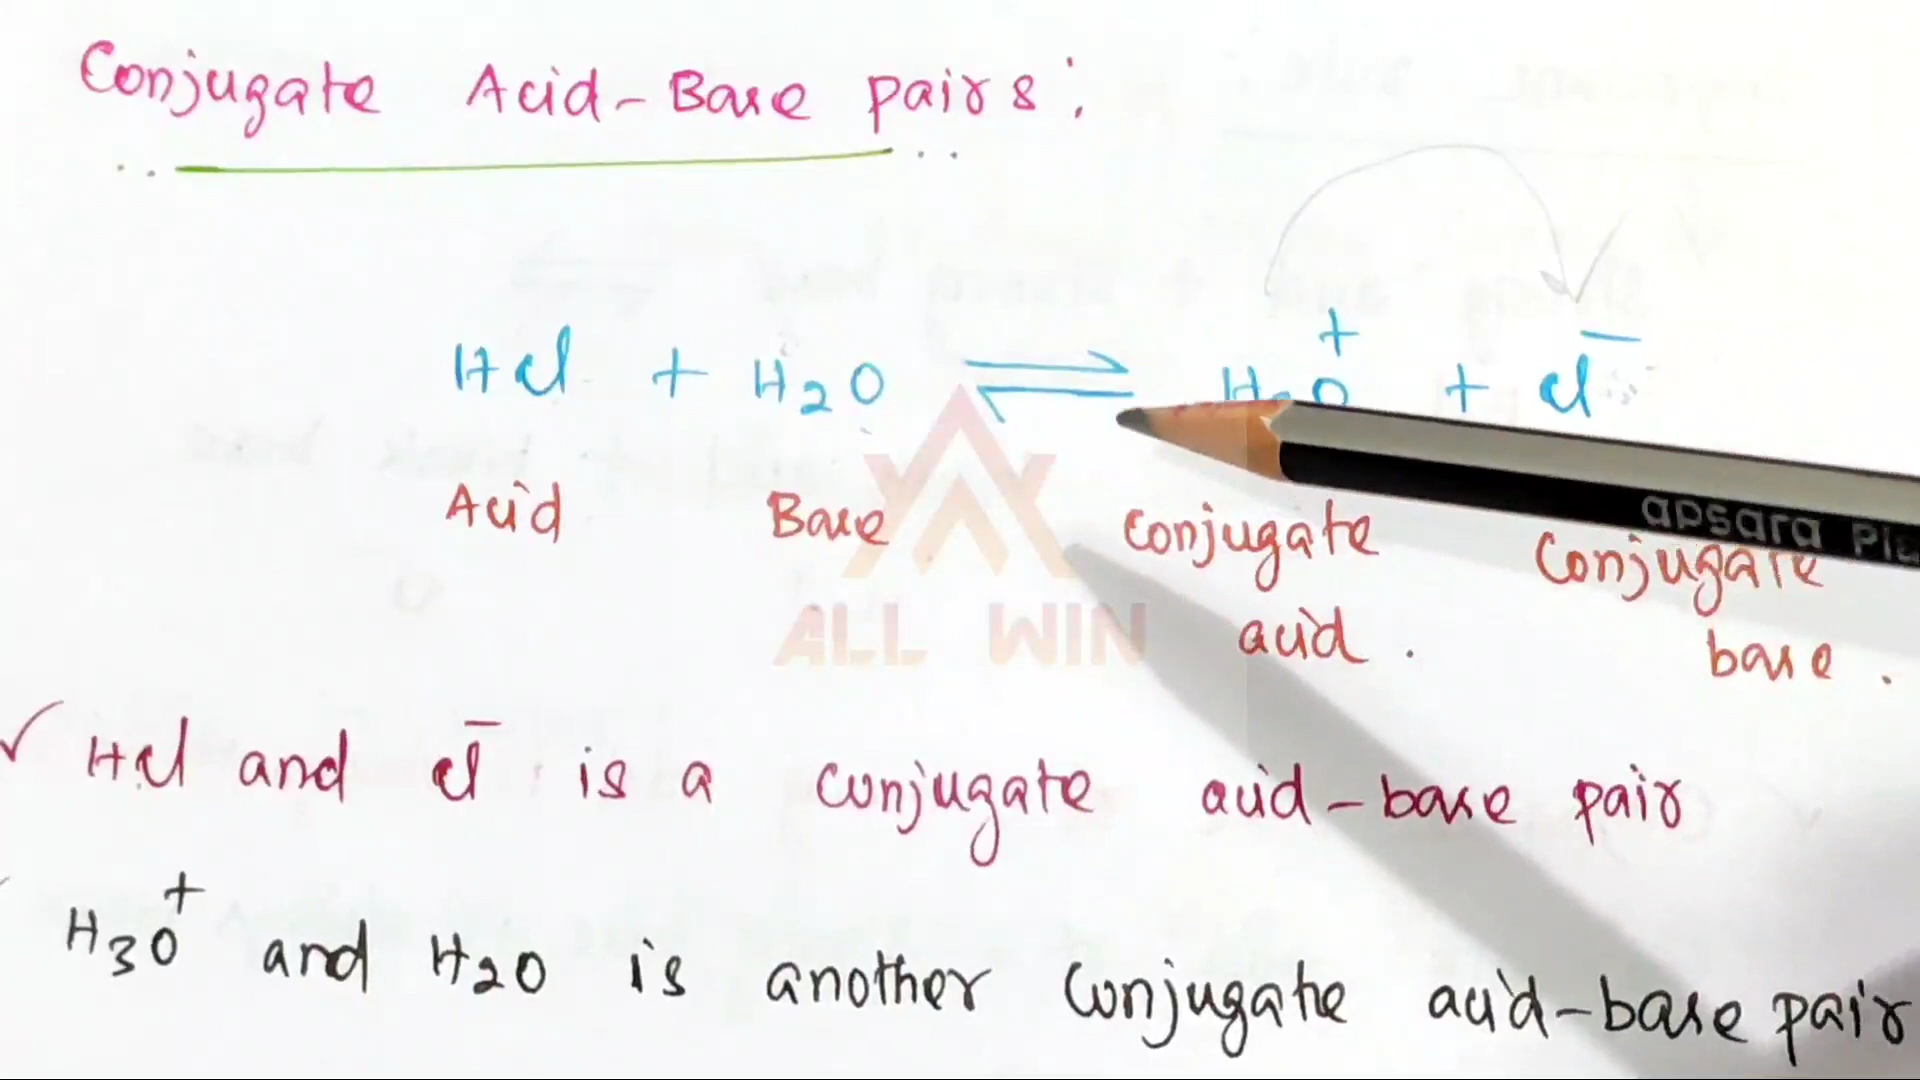 Conjugate Acid-Base pairs:
HCl + H2O ⇌ H3O+ + Cl-
Acid Base Conjugate acid. Conjugate base.
ALL WIN
apsara
HCl and Cl- is a conjugate acid-base pair
H3O+ and H2O is another conjugate acid-base pair